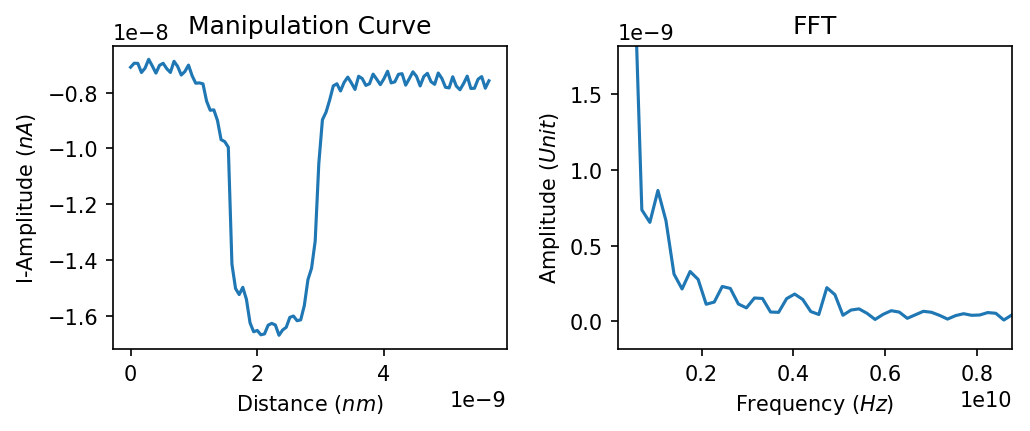 Manipulation Curve
1e−8
−0.8
−1.0
−1.2
−1.4
−1.6
I-Amplitude (nA)
0 2 4
1e−9
Distance (nm)
FFT
1e−9
1.5
1.0
0.5
0.0
Amplitude (Unit)
0.2 0.4 0.6 0.8
1e10
Frequency (Hz)